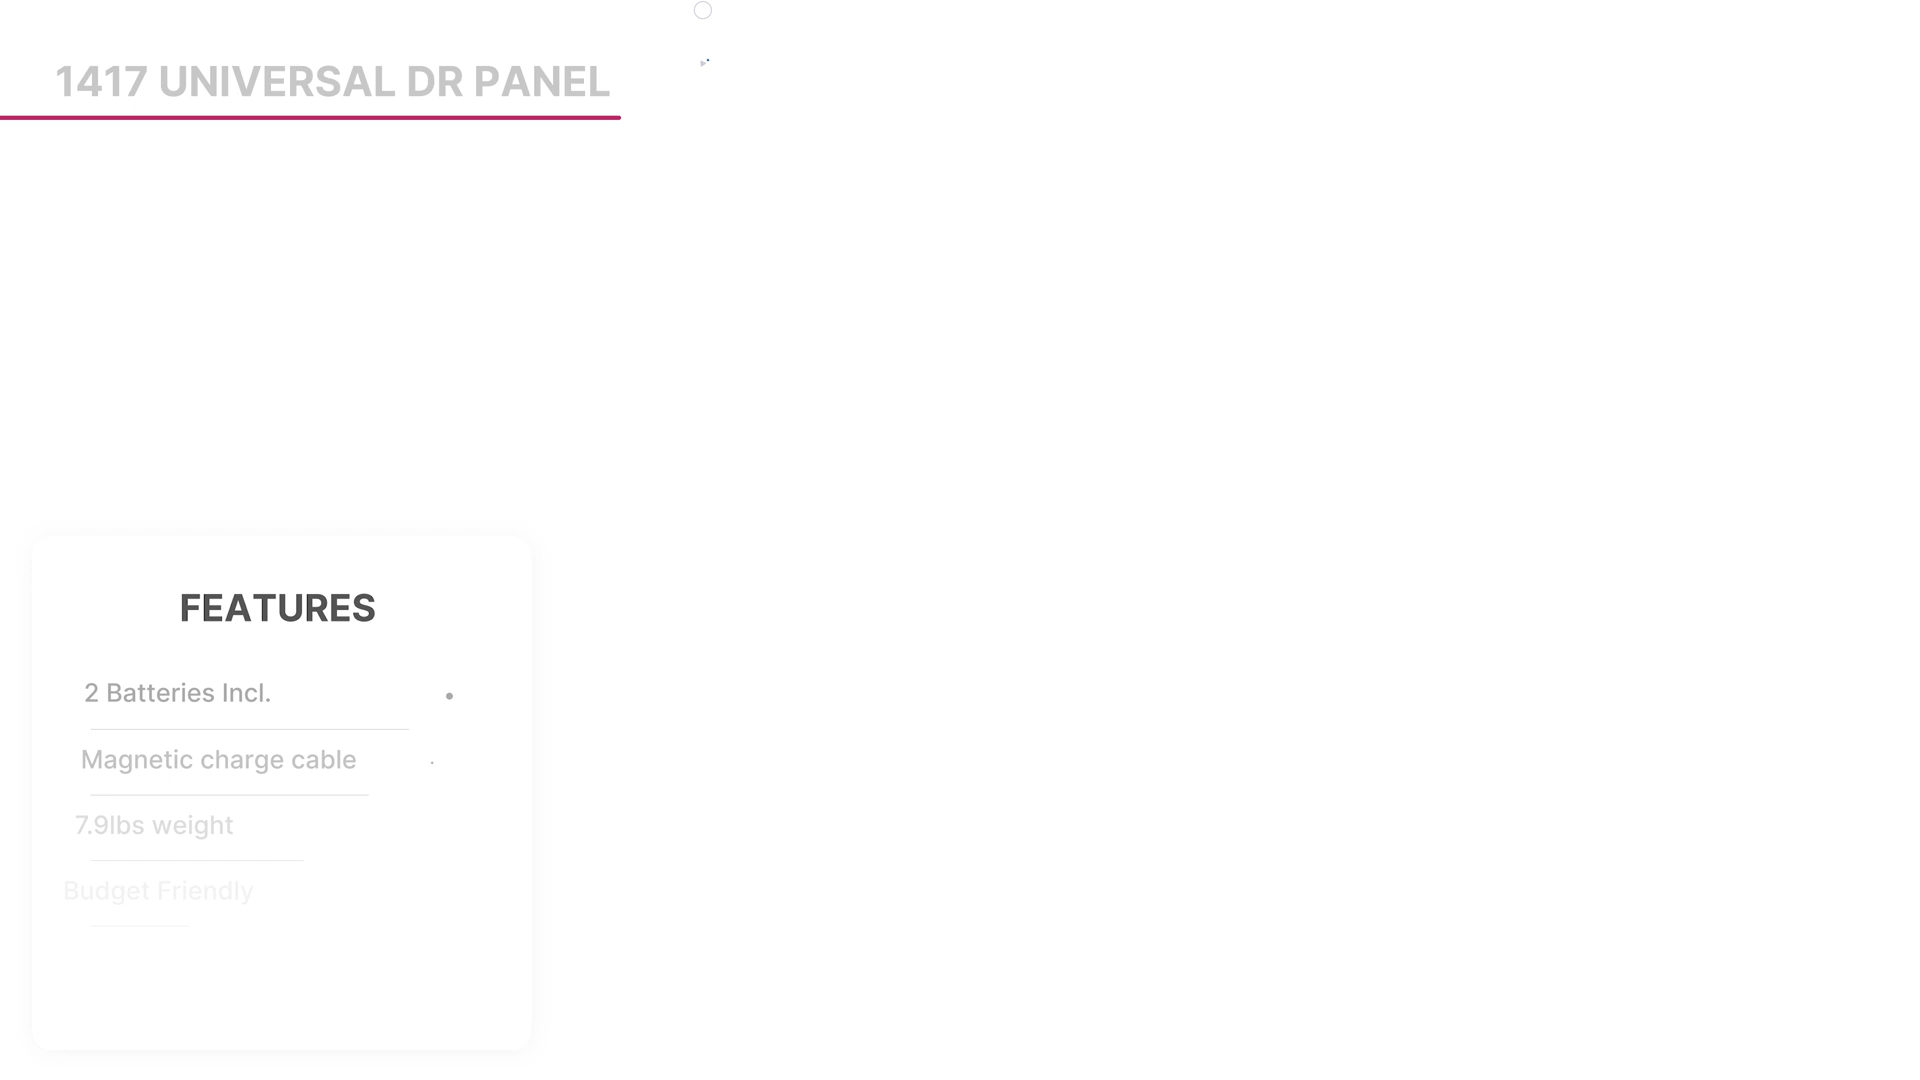 1417 UNIVERSAL DR PANEL
FEATURES
2 Batteries Incl.
Magnetic charge cable
7.9lbs weight
Budget Friendly